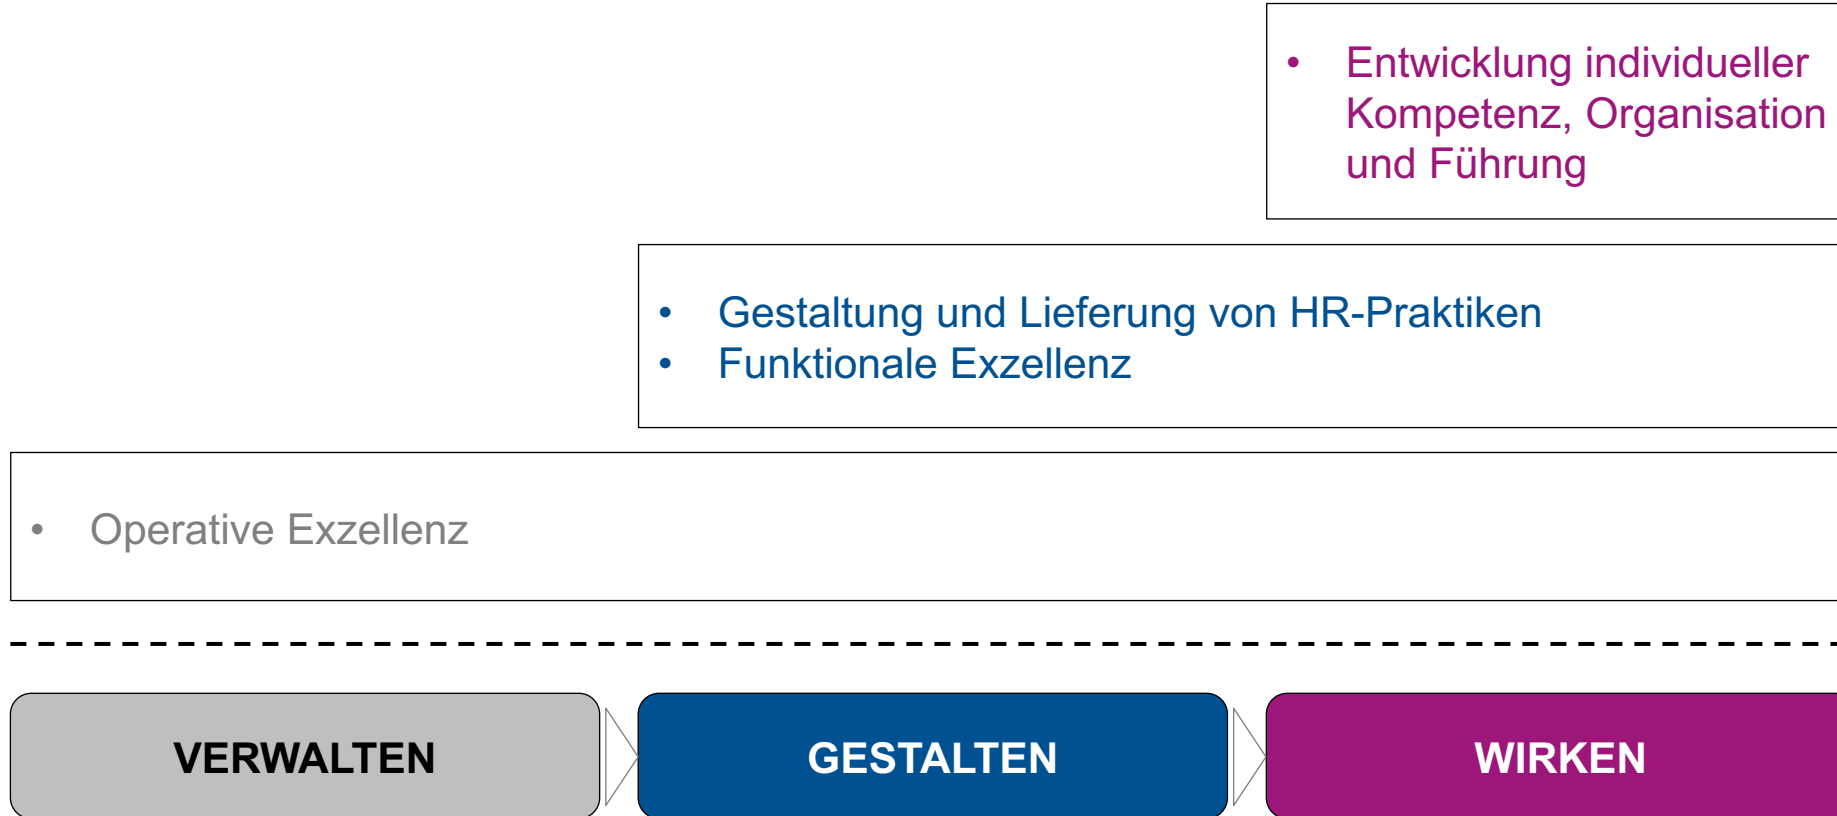 • Entwicklung individueller
Kompetenz, Organisation
und Führung
• Gestaltung und Lieferung von HR-Praktiken
• Funktionale Exzellenz
• Operative Exzellenz
VERWALTEN
GESTALTEN
WIRKEN